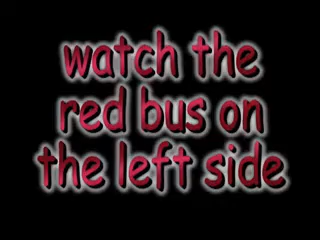 watch the
red bus on
the left side